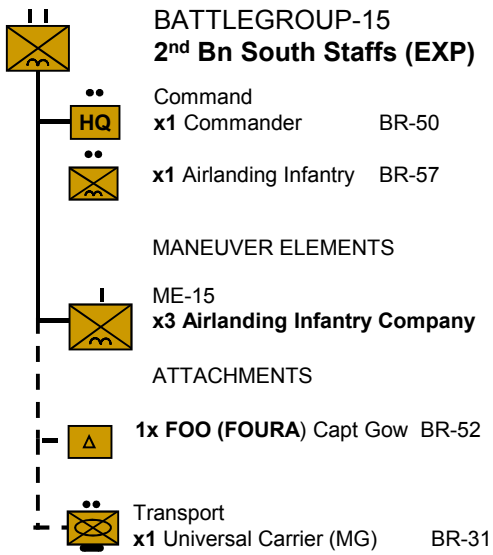 BATTLEGROUP-15
2nd Bn South Staffs (EXP)
Command
HQ x1 Commander BR-50
x1 Airlanding Infantry BR-57
MANEUVER ELEMENTS
ME-15
x3 Airlanding Infantry Company
ATTACHMENTS
1x FOO (FOURA) Capt Gow BR-52
Transport
x1 Universal Carrier (MG) BR-31